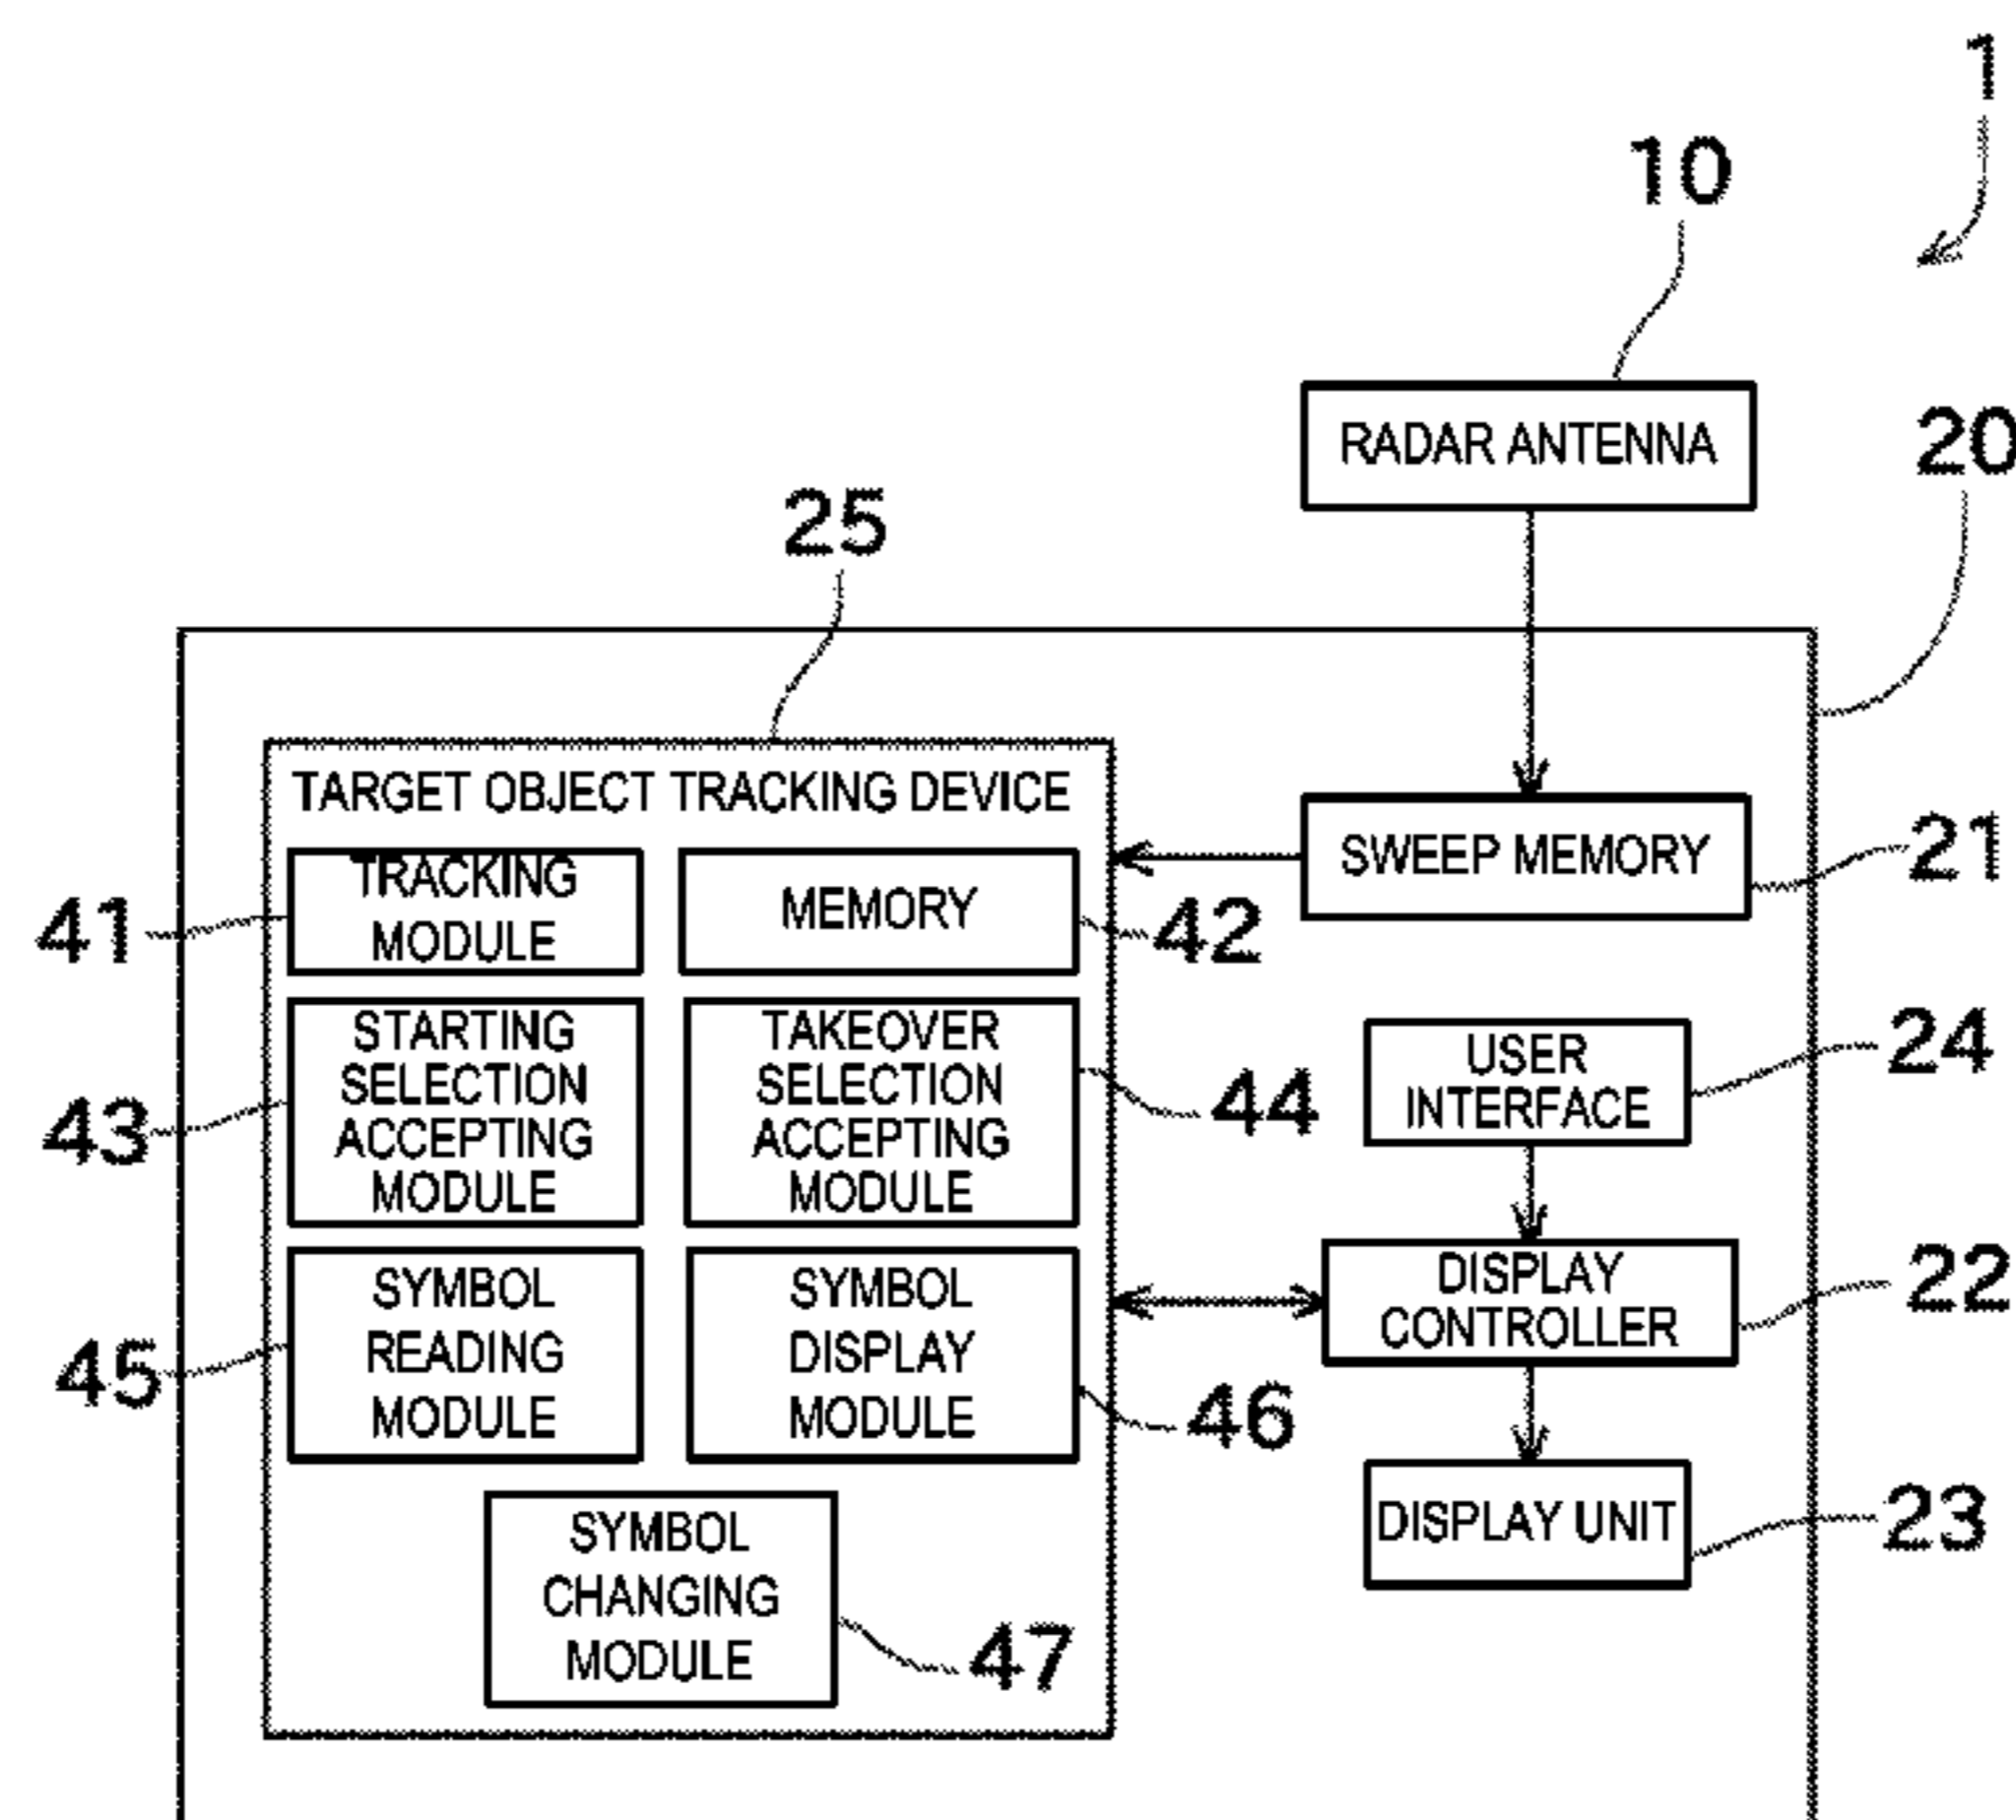 1
10
RADAR ANTENNA
20
25
TARGET OBJECT TRACKING DEVICE
SWEEP MEMORY
21
41
TRACKING
MODULE
MEMORY
42
43
STARTING
SELECTION
ACCEPTING
MODULE
TAKEOVER
SELECTION
ACCEPTING
MODULE
44
USER
INTERFACE
24
45
SYMBOL
READING
MODULE
SYMBOL
DISPLAY
MODULE
46
DISPLAY
CONTROLLER
22
DISPLAY UNIT
23
SYMBOL
CHANGING
MODULE
47